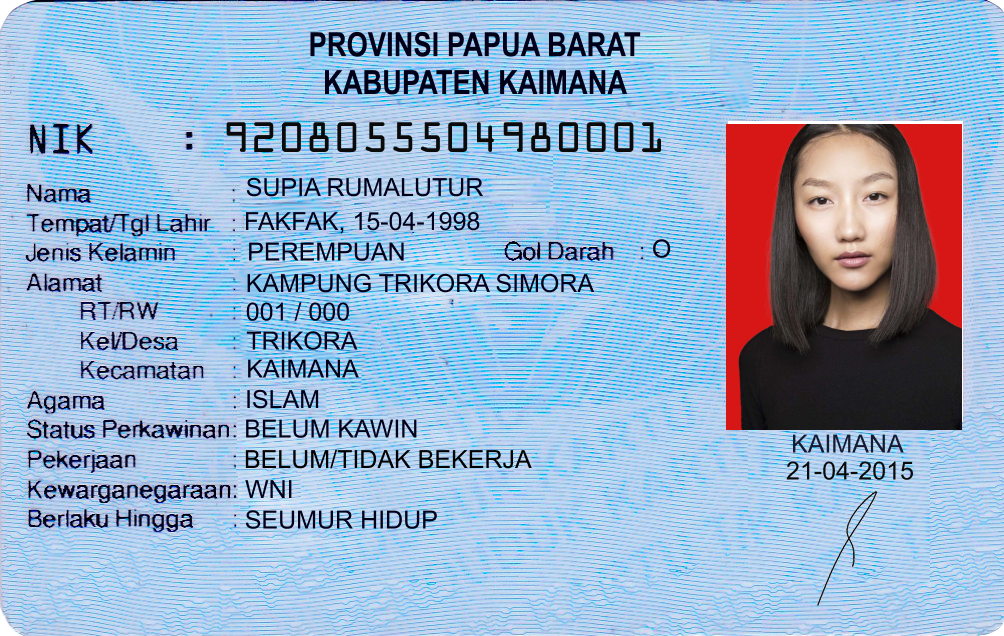 PROVINSI PAPUA BARAT
KABUPATEN KAIMANA
NIK : 9208055504980001
Nama : SUPIA RUMALUTUR
Tempat/Tgl Lahir : FAKFAK, 15-04-1998
Jenis Kelamin : PEREMPUAN Gol Darah : O
Alamat : KAMPUNG TRIKORA SIMORA
RT/RW : 001 / 000
Kel/Desa : TRIKORA
Kecamatan : KAIMANA
Agama : ISLAM
Status Perkawinan: BELUM KAWIN
Pekerjaan : BELUM/TIDAK BEKERJA
Kewarganegaraan: WNI
Berlaku Hingga : SEUMUR HIDUP
KAIMANA
21-04-2015